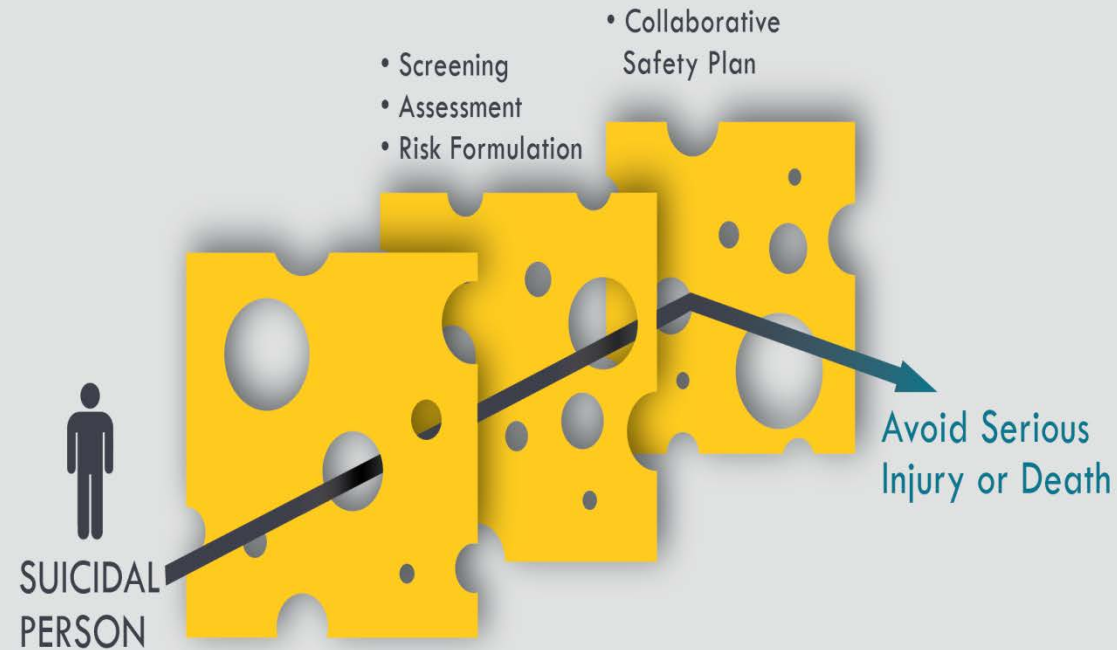 • Collaborative
Safety Plan
• Screening
• Assessment
• Risk Formulation
SUICIDAL
PERSON
Avoid Serious
Injury or Death